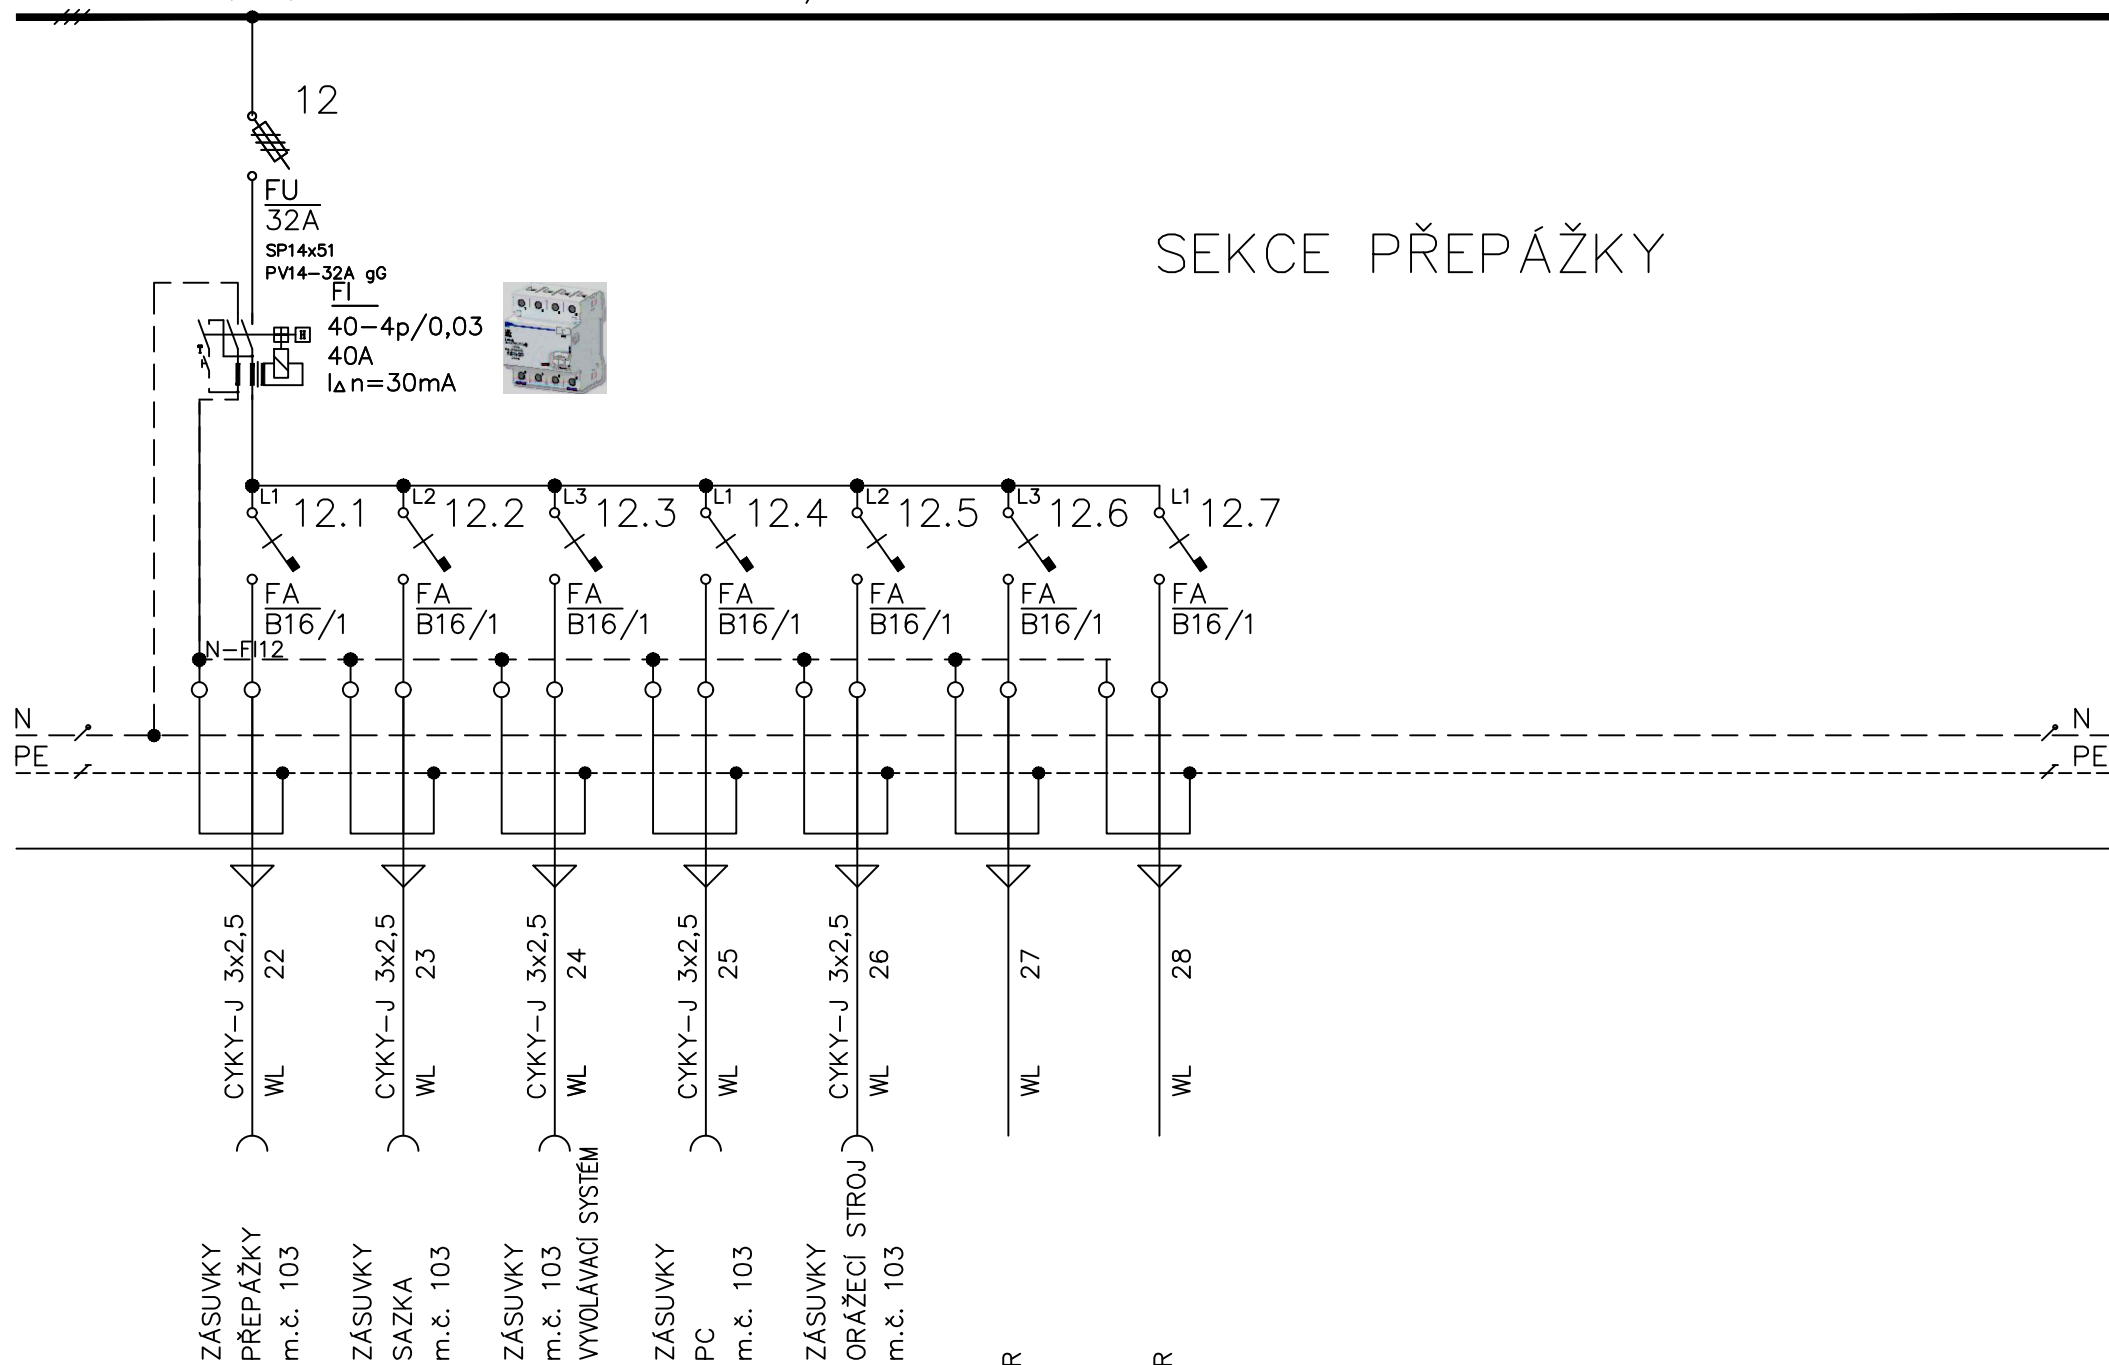 12
FU
32A
SP14x51
PV14-32A gG
FI
40-4p/0,03
40A
I∆n=30mA
SEKCE PŘEPÁŽKY
L1 12.1 L2 12.2 L3 12.3 L1 12.4 L2 12.5 L3 12.6 L1 12.7
FA FA FA FA FA FA FA
B16/1 B16/1 B16/1 B16/1 B16/1 B16/1 B16/1
N-FI12
N N
PE PE
CYKY-J 3x2,5
WL 22
CYKY-J 3x2,5
WL 23
CYKY-J 3x2,5
WL 24
CYKY-J 3x2,5
WL 25
CYKY-J 3x2,5
WL 26
WL 27
WL 28
ZÁSUVKY
PŘEPÁŽKY
m.č. 103
ZÁSUVKY
SAZKA
m.č. 103
ZÁSUVKY
m.č. 103
VYVOLÁVACÍ SYSTÉM
ZÁSUVKY
PC
m.č. 103
ZÁSUVKY
ORÁŽECÍ STROJ
m.č. 103
R
R